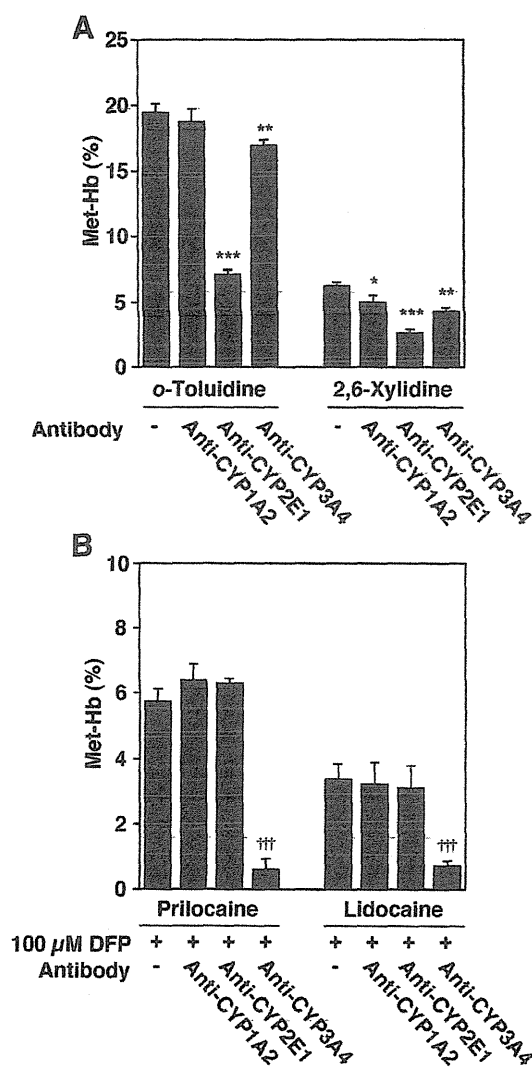 A
25
20
15
10
5
0
Met-Hb (%)
***
**
*
***
**
o-Toluidine 2,6-Xylidine
Antibody - Anti-CYP1A2 Anti-CYP2E1 Anti-CYP3A4 - Anti-CYP1A2 Anti-CYP2E1 Anti-CYP3A4
B
10
8
6
4
2
0
Met-Hb (%)
††† †††
Prilocaine Lidocaine
100 µM DFP + + + + + + + +
Antibody - Anti-CYP1A2 Anti-CYP2E1 Anti-CYP3A4 - Anti-CYP1A2 Anti-CYP2E1 Anti-CYP3A4